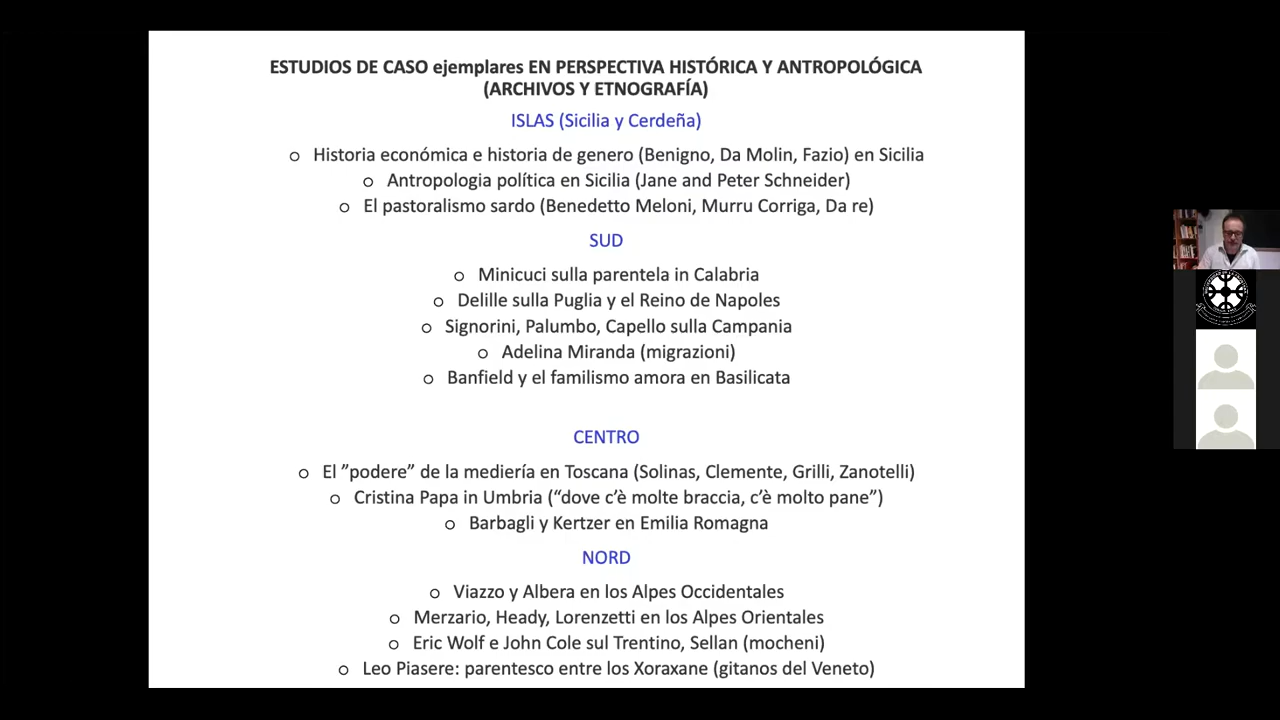 ESTUDIOS DE CASO ejemplares EN PERSPECTIVA HISTÓRICA Y ANTROPOLÓGICA
(ARCHIVOS Y ETNOGRAFÍA)
ISLAS (Sicilia y Cerdeña)
o Historia económica e historia de genero (Benigno, Da Molin, Fazio) en Sicilia
o Antropologia política en Sicilia (Jane and Peter Schneider)
o El pastoralismo sardo (Benedetto Meloni, Murru Corriga, Da re)
SUD
o Minicuci sulla parentela in Calabria
o Delille sulla Puglia y el Reino de Napoles
o Signorini, Palumbo, Capello sulla Campania
o Adelina Miranda (migrazioni)
o Banfield y el familismo amora en Basilicata
CENTRO
o El ”podere” de la mediería en Toscana (Solinas, Clemente, Grilli, Zanotelli)
o Cristina Papa in Umbria (“dove c’è molte braccia, c’è molto pane”)
o Barbagli y Kertzer en Emilia Romagna
NORD
o Viazzo y Albera en los Alpes Occidentales
o Merzario, Heady, Lorenzetti en los Alpes Orientales
o Eric Wolf e John Cole sul Trentino, Sellan (mocheni)
o Leo Piasere: parentesco entre los Xoraxane (gitanos del Veneto)